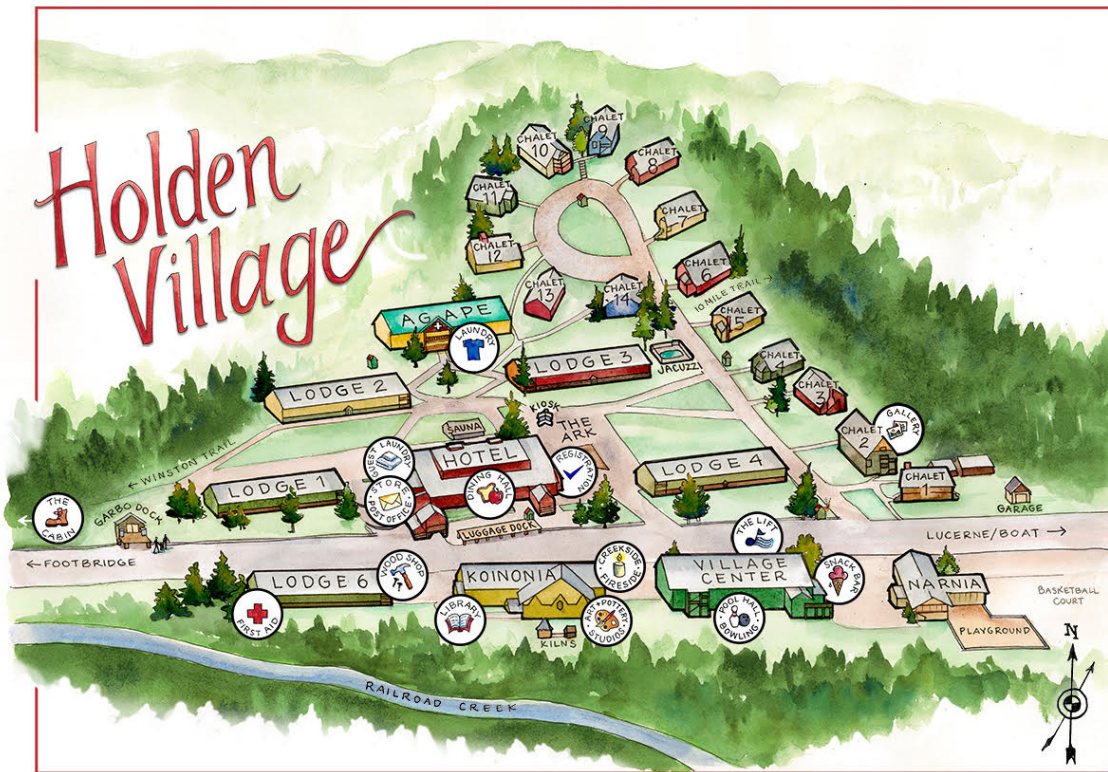 Holden
Village
CHALET
10
CHALET
9
CHALET
8
CHALET
11
CHALET
7
CHALET
12
CHALET
6
CHALET
13
CHALET
14
10 MILE TRAIL
CHALET
5
AGAPE
LAUNDRY
LODGE 3
JACUZZI
CHALET
4
CHALET
3
LODGE 2
KIOSK
THE
ARK
SAUNA
CHALET
2
GALLERY
WINSTON TRAIL
GUEST LAUNDRY
HOTEL
REGISTRATION
LODGE 4
LODGE 1
STORE
POST OFFICE
DINING HALL
CHALET
1
GARAGE
THE
CABIN
GARBO DOCK
LUGGAGE DOCK
THE LIFT
LUCERNE/BOAT →
← FOOTBRIDGE
LODGE 6
WOOD SHOP
KOINONIA
CREEKSIDE
FIRESIDE
VILLAGE
CENTER
SNACK BAR
NARNIA
BASKETBALL
COURT
FIRST AID
LIBRARY
ART + POTTERY
STUDIOS
KILNS
POOL HALL
BOWLING
PLAYGROUND
N
RAILROAD CREEK